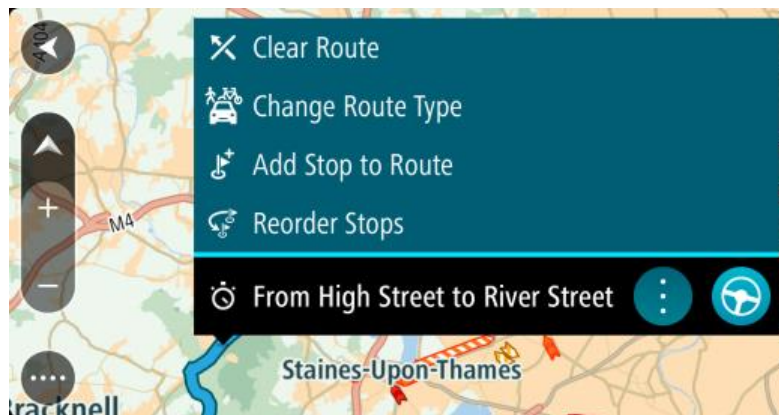 A104
Clear Route
Change Route Type
Add Stop to Route
Reorder Stops
M4
From High Street to River Street
Staines-Upon-Thames
racknell